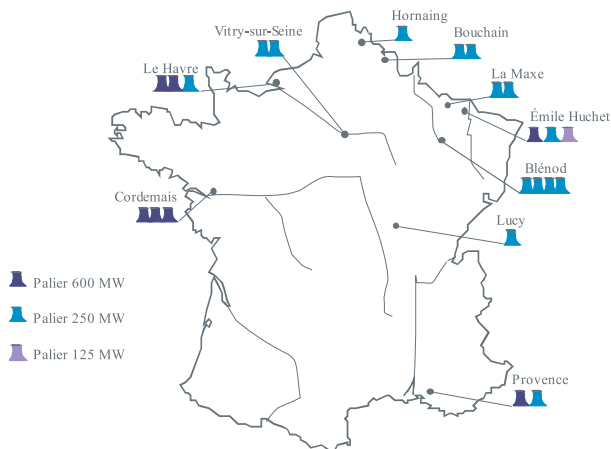 Hornaing
Vitry-sur-Seine
Bouchain
Le Havre
La Maxe
Émile Huchet
Blénod
Cordemais
Lucy
Palier 600 MW
Palier 250 MW
Palier 125 MW
Provence